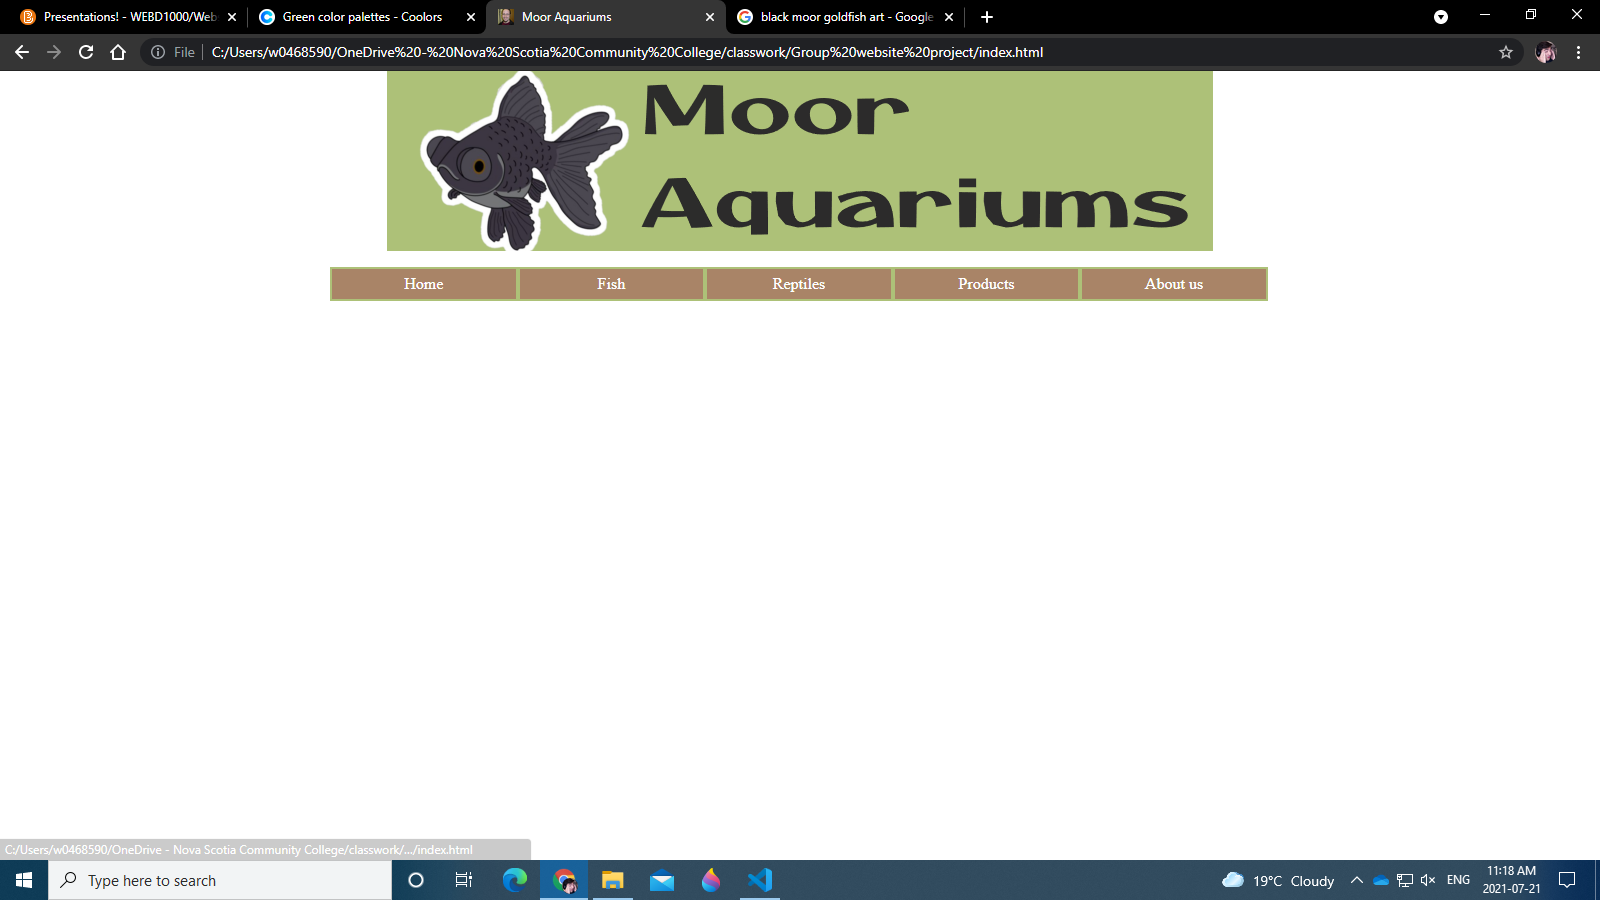 Presentations! - WEBD1000/Web
Green color palettes - Coolors
Moor Aquariums
black moor goldfish art - Google
File
C:/Users/w0468590/OneDrive%20-%20Nova%20Scotia%20Community%20College/classwork/Group%20website%20project/index.html
Moor
Aquariums
Home
Fish
Reptiles
Products
About us
C:/Users/w0468590/OneDrive - Nova Scotia Community College/classwork/.../index.html
Type here to search
19°C Cloudy
ENG
11:18 AM
2021-07-21